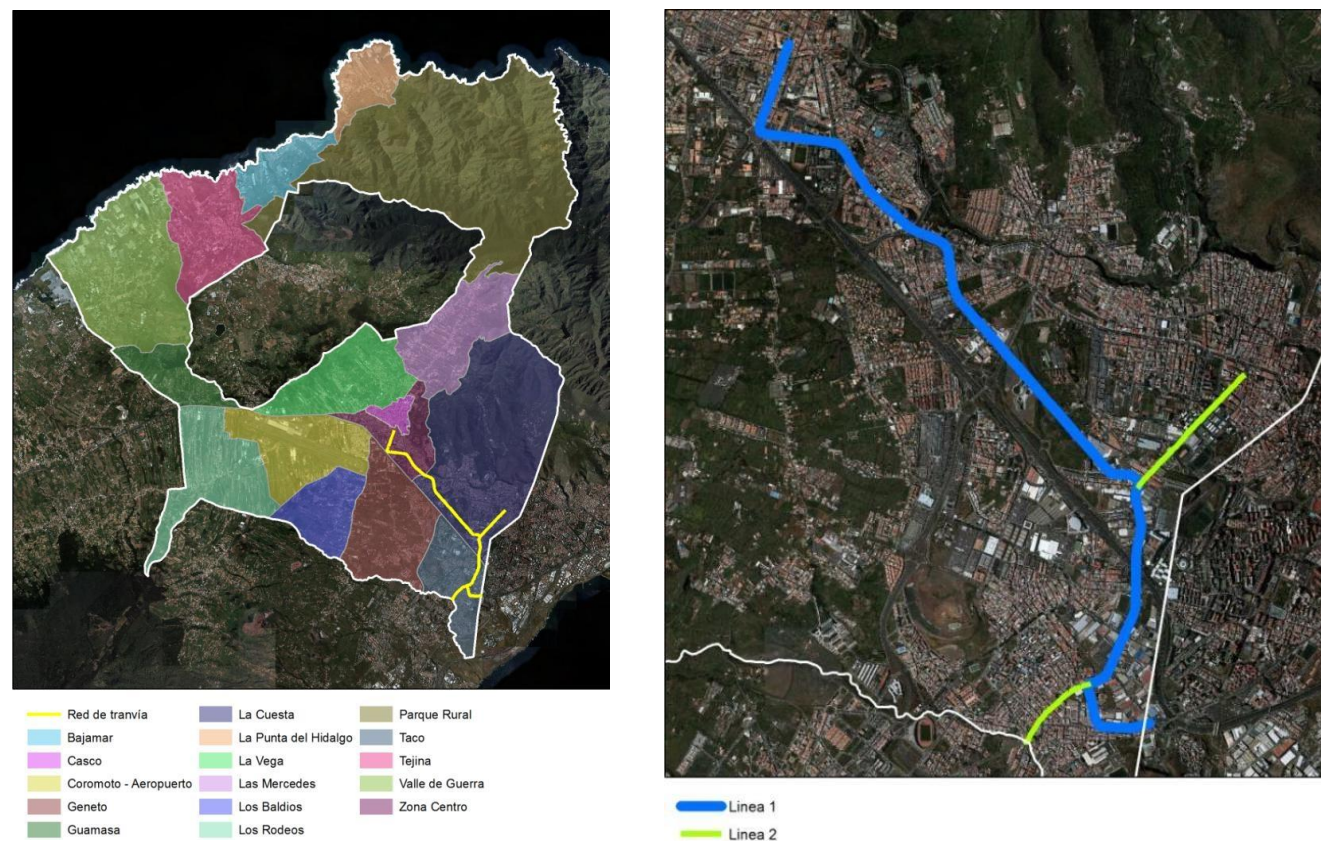 Red de tranvía
Bajamar
Casco
Coromoto - Aeropuerto
Geneto
Guamasa
La Cuesta
La Punta del Hidalgo
La Vega
Las Mercedes
Los Baldios
Los Rodeos
Parque Rural
Taco
Tejina
Valle de Guerra
Zona Centro
Linea 1
Linea 2